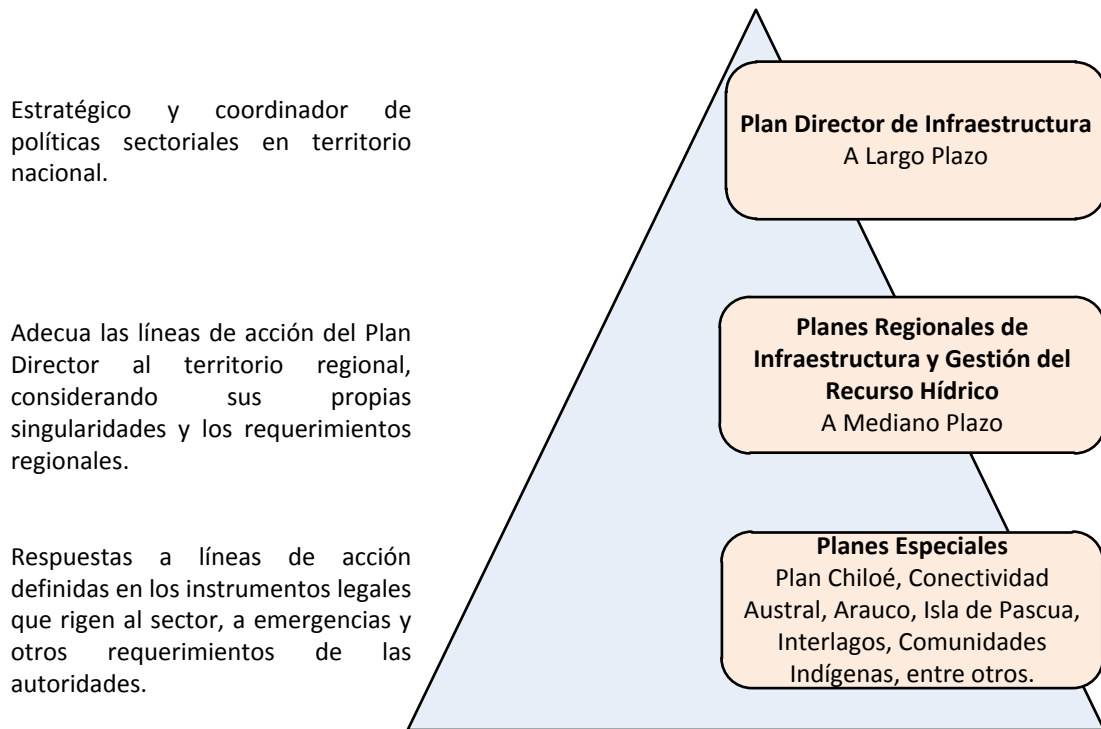 Estratégico y coordinador de
políticas sectoriales en territorio
nacional.
Plan Director de Infraestructura
A Largo Plazo
Adecua las líneas de acción del Plan
Director al territorio regional,
considerando sus propias
singularidades y los requerimientos
regionales.
Planes Regionales de
Infraestructura y Gestión del
Recurso Hídrico
A Mediano Plazo
Respuestas a líneas de acción
definidas en los instrumentos legales
que rigen al sector, a emergencias y
otros requerimientos de las
autoridades.
Planes Especiales
Plan Chiloé, Conectividad
Austral, Arauco, Isla de Pascua,
Interlagos, Comunidades
Indígenas, entre otros.